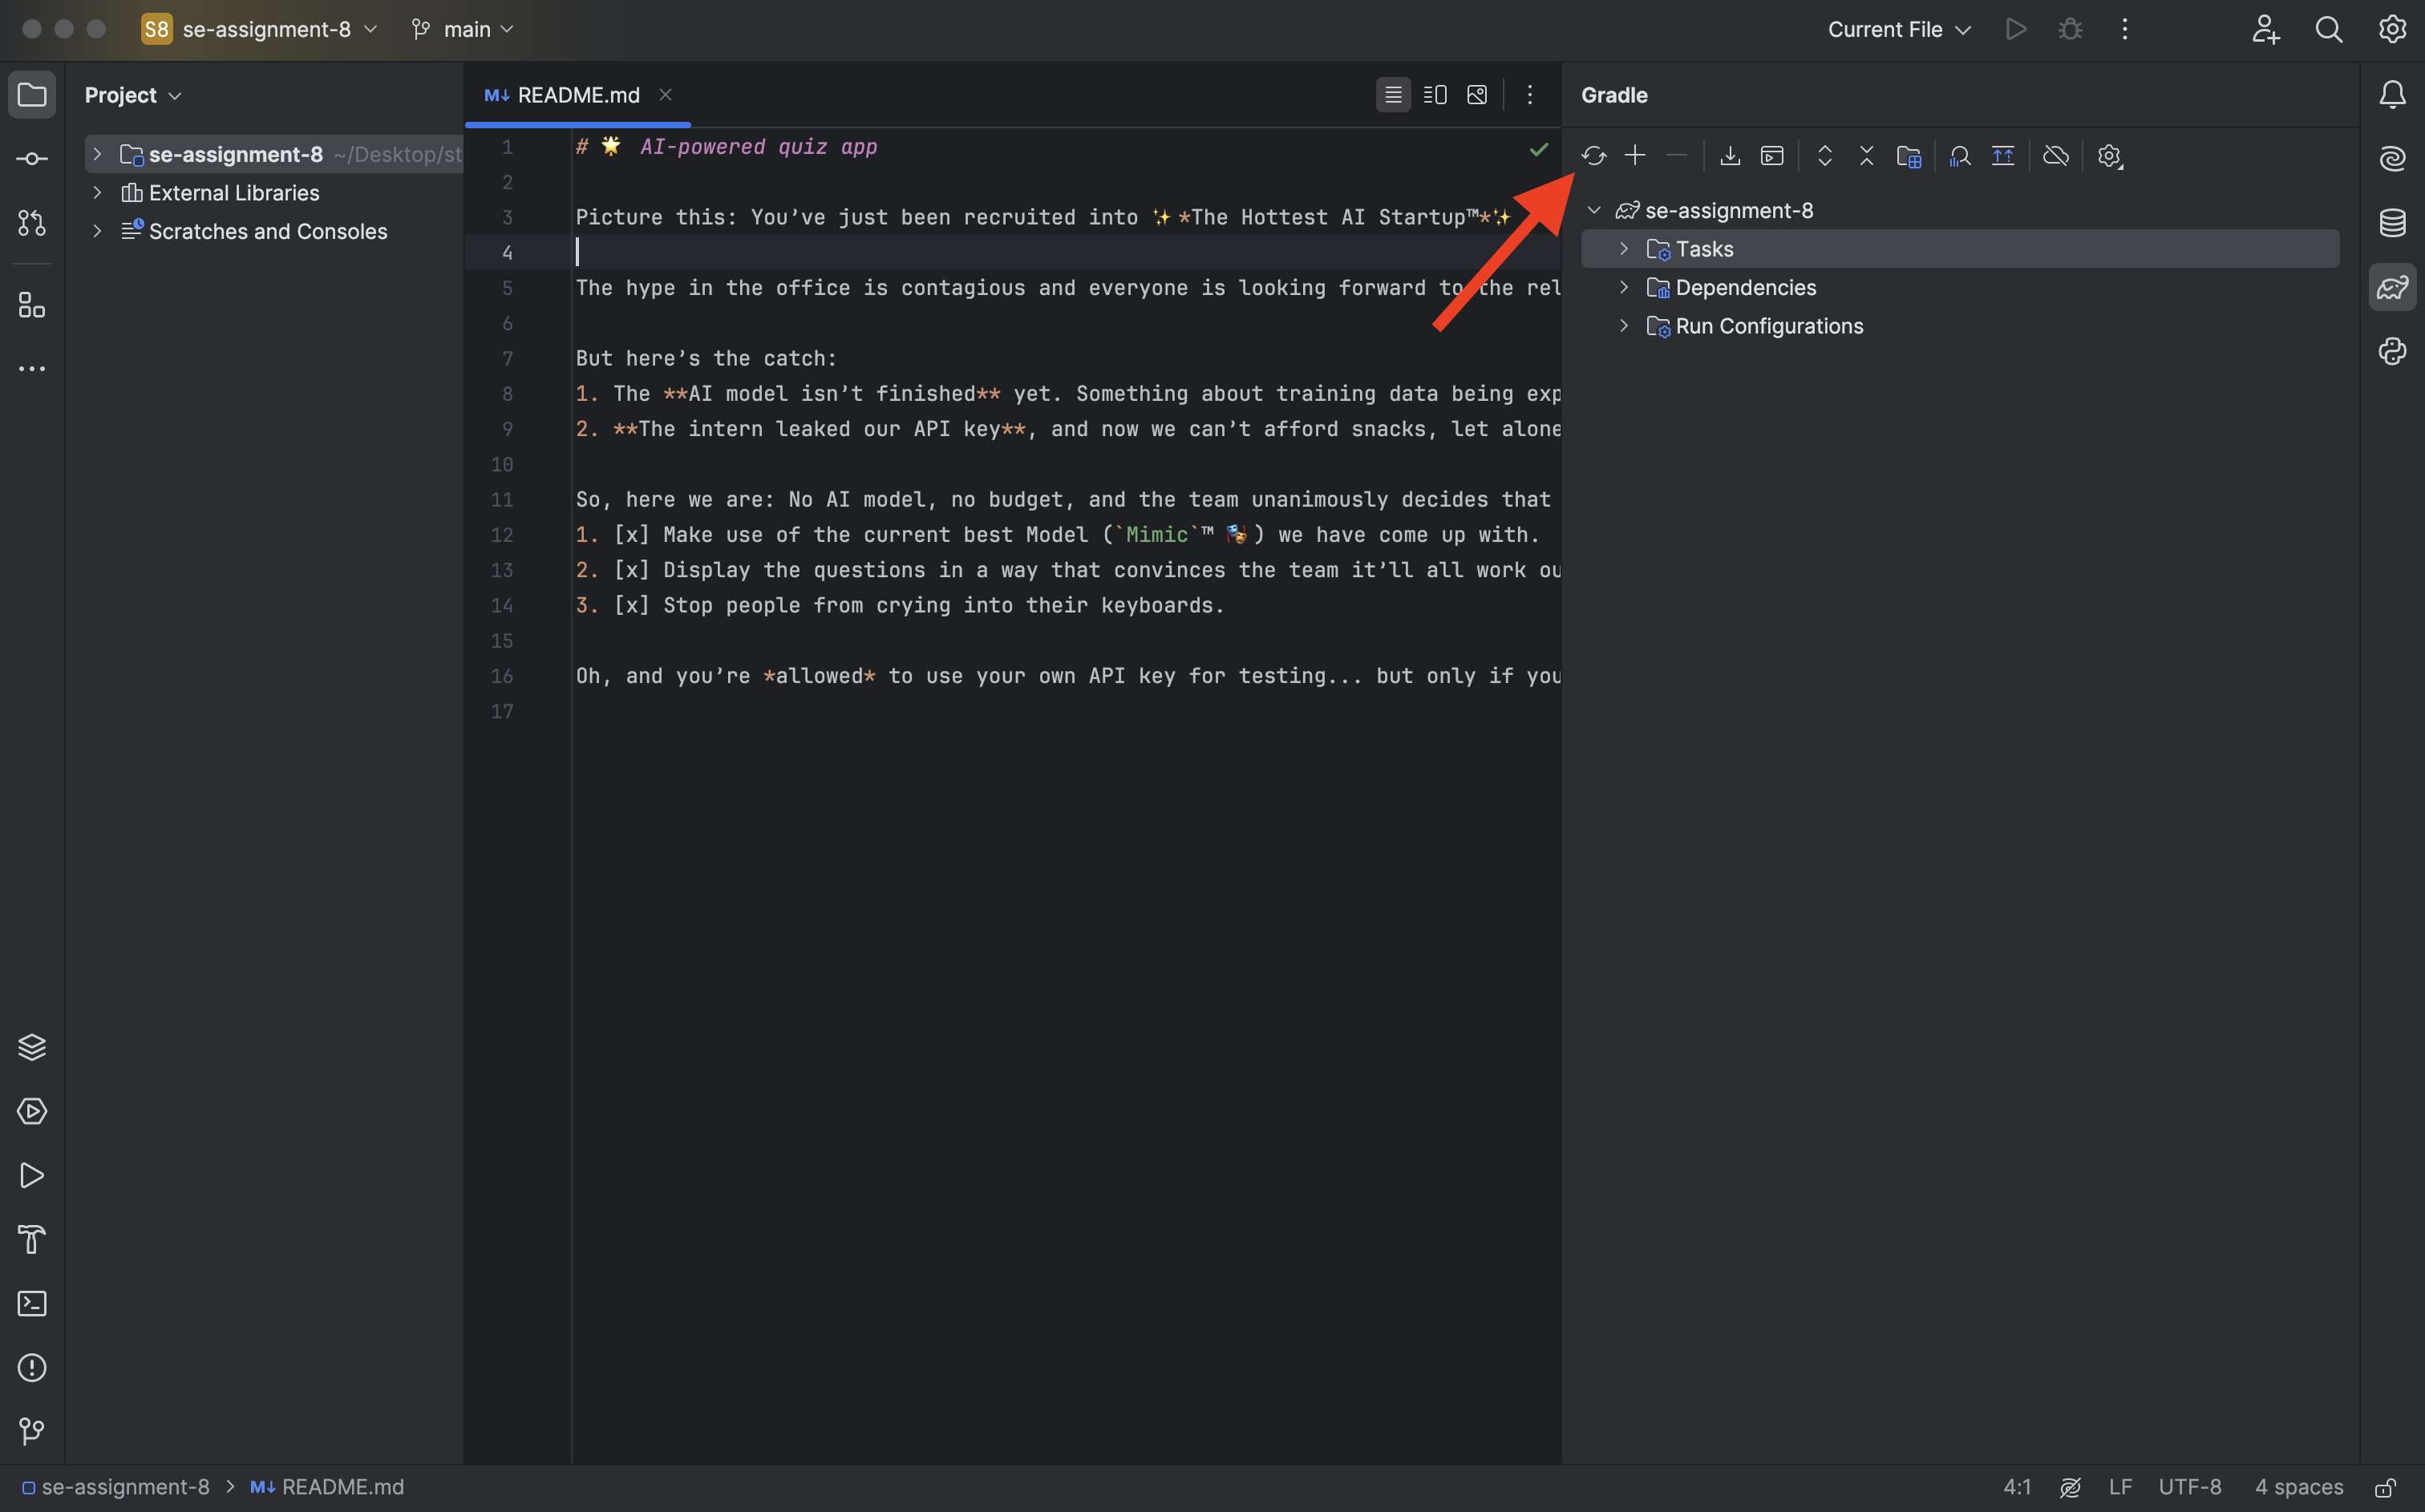 S8 se-assignment-8 main Current File
Project
se-assignment-8 ~/Desktop/st
External Libraries
Scratches and Consoles
M↓ README.md
1 # 🌟 AI-powered quiz app
2
3 Picture this: You’ve just been recruited into ✨*The Hottest AI Startup™*✨
4
5 The hype in the office is contagious and everyone is looking forward to the rel
6
7 But here’s the catch:
8 1. The **AI model isn’t finished** yet. Something about training data being exp
9 2. **The intern leaked our API key**, and now we can’t afford snacks, let alone
10
11 So, here we are: No AI model, no budget, and the team unanimously decides that
12 1. [x] Make use of the current best Model (`Mimic`™ 🎭) we have come up with.
13 2. [x] Display the questions in a way that convinces the team it’ll all work ou
14 3. [x] Stop people from crying into their keyboards.
15
16 Oh, and you’re *allowed* to use your own API key for testing... but only if you
17
Gradle
se-assignment-8
Tasks
Dependencies
Run Configurations
se-assignment-8 > M↓ README.md
4:1 LF UTF-8 4 spaces